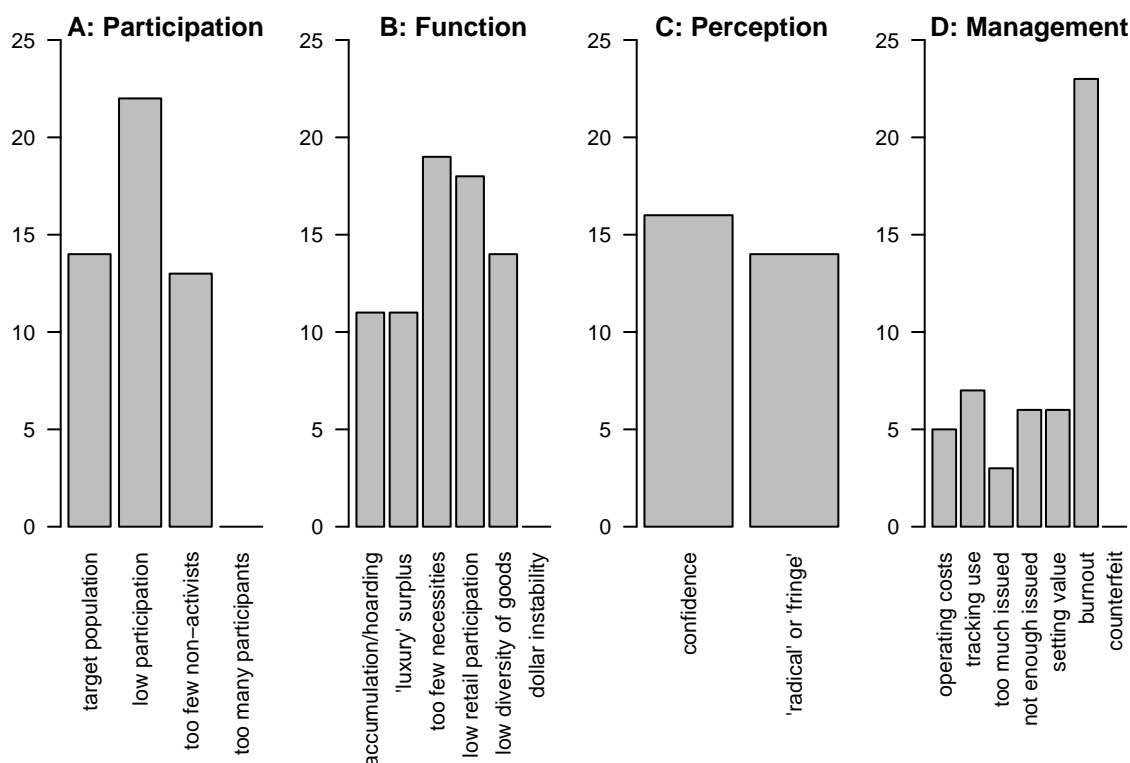 A: Participation
25
20
15
10
5
0
target population
low participation
too few non−activists
too many participants
B: Function
25
20
15
10
5
0
accumulation/hoarding
'luxury' surplus
too few necessities
low retail participation
low diversity of goods
dollar instability
C: Perception
25
20
15
10
5
0
confidence
'radical' or 'fringe'
D: Management
25
20
15
10
5
0
operating costs
tracking use
too much issued
not enough issued
setting value
burnout
counterfeit